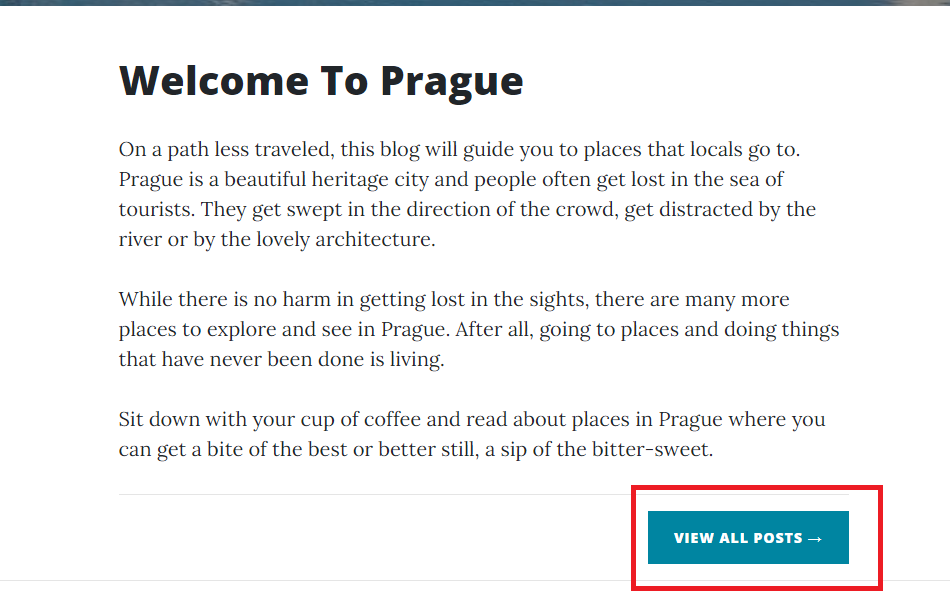 Welcome To Prague
On a path less traveled, this blog will guide you to places that locals go to.
Prague is a beautiful heritage city and people often get lost in the sea of
tourists. They get swept in the direction of the crowd, get distracted by the
river or by the lovely architecture.
While there is no harm in getting lost in the sights, there are many more
places to explore and see in Prague. After all, going to places and doing things
that have never been done is living.
Sit down with your cup of coffee and read about places in Prague where you
can get a bite of the best or better still, a sip of the bitter-sweet.
VIEW ALL POSTS →